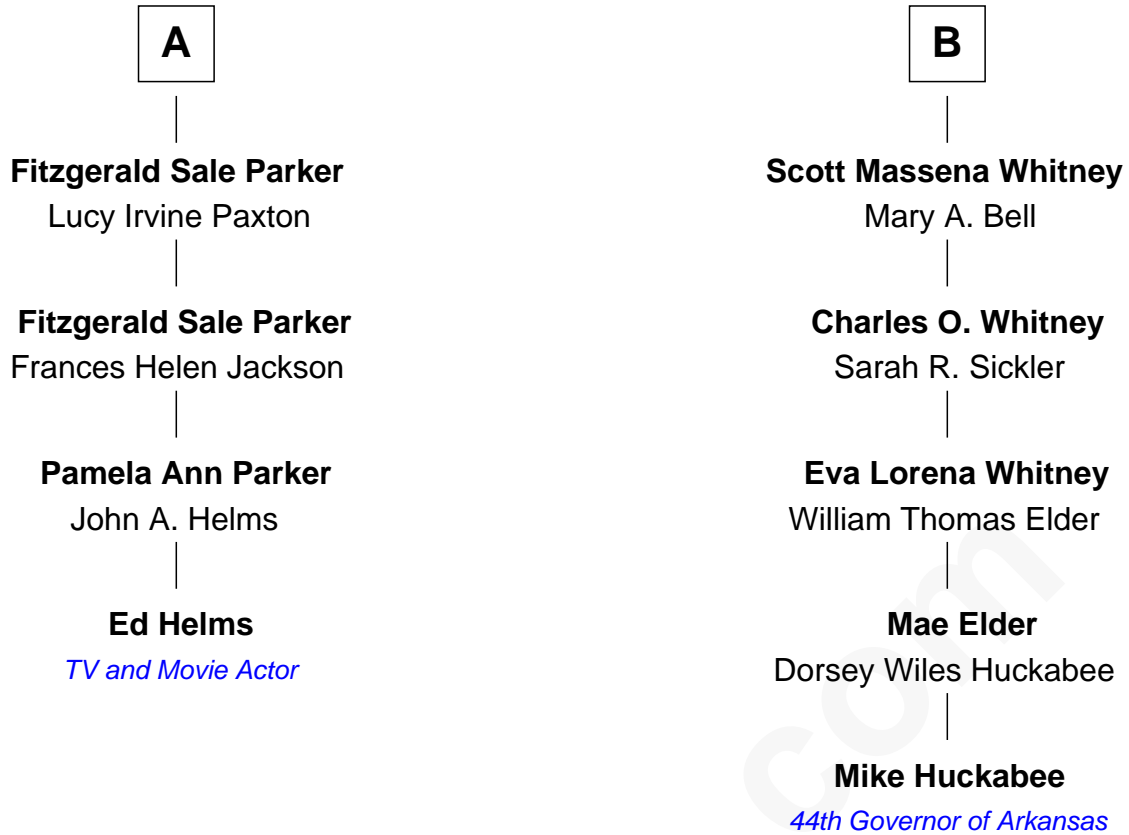 A
Fitzgerald Sale Parker
Lucy Irvine Paxton
Fitzgerald Sale Parker
Frances Helen Jackson
Pamela Ann Parker
John A. Helms
Ed Helms
TV and Movie Actor
B
Scott Massena Whitney
Mary A. Bell
Charles O. Whitney
Sarah R. Sickler
Eva Lorena Whitney
William Thomas Elder
Mae Elder
Dorsey Wiles Huckabee
Mike Huckabee
44th Governor of Arkansas
com